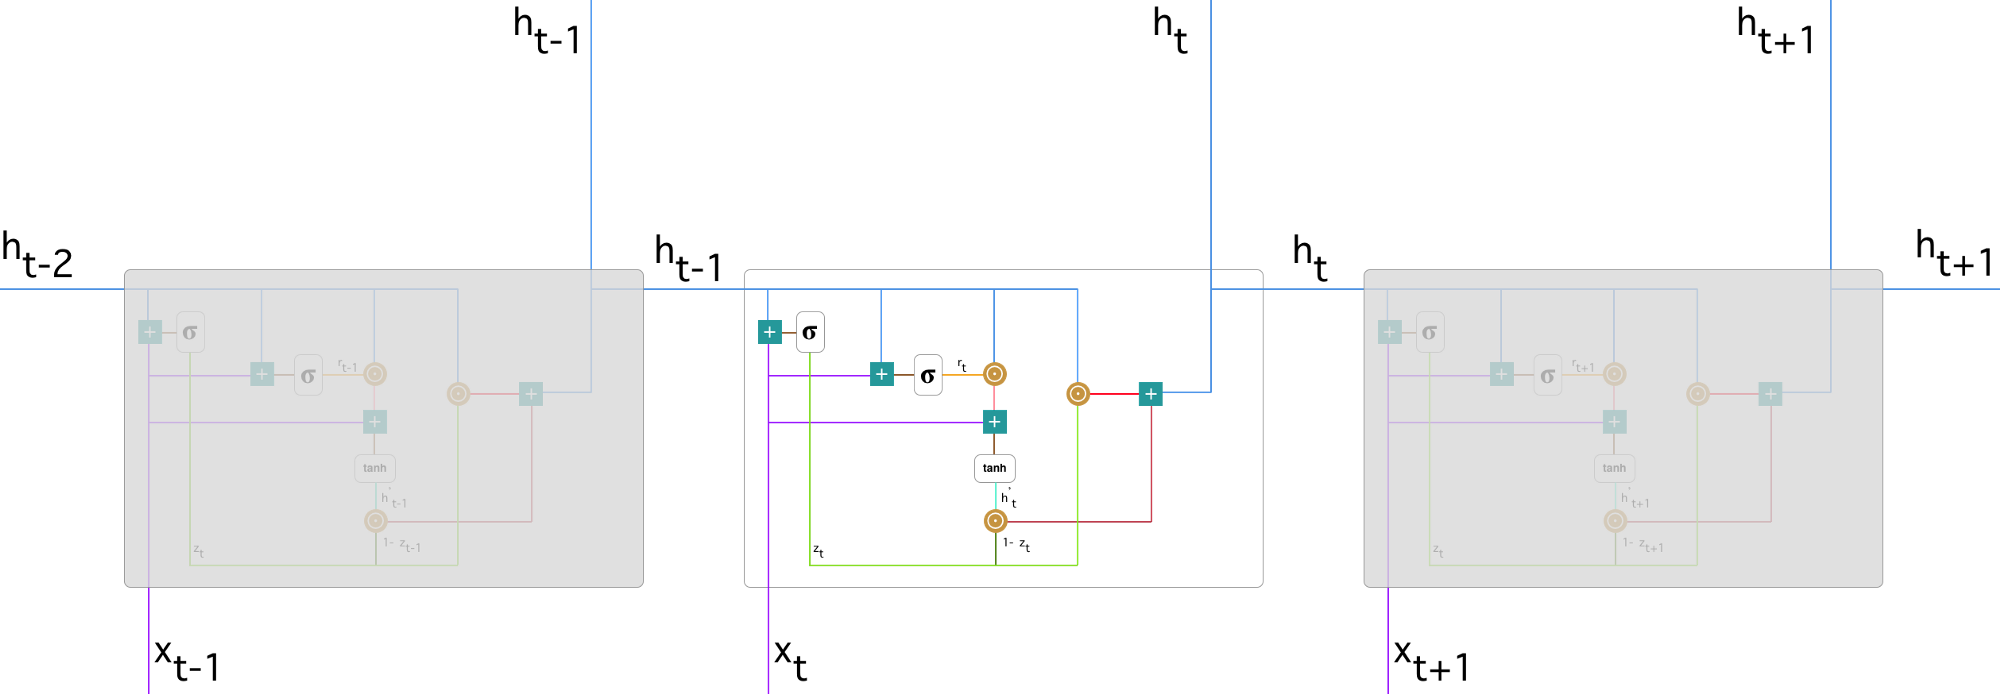 h_{t-1}
h_t
h_{t+1}
h_{t-2}
h_{t-1}
h_t
h_{t+1}
+ σ
+ σ r_{t-1}
+
+
tanh
h'_{t-1}
1- z_{t-1}
z_t
+ σ
+ σ r_t
+
+
tanh
h'_t
1- z_t
z_t
+ σ
+ σ r_{t+1}
+
+
tanh
h'_{t+1}
1- z_{t+1}
z_t
x_{t-1}
x_t
x_{t+1}